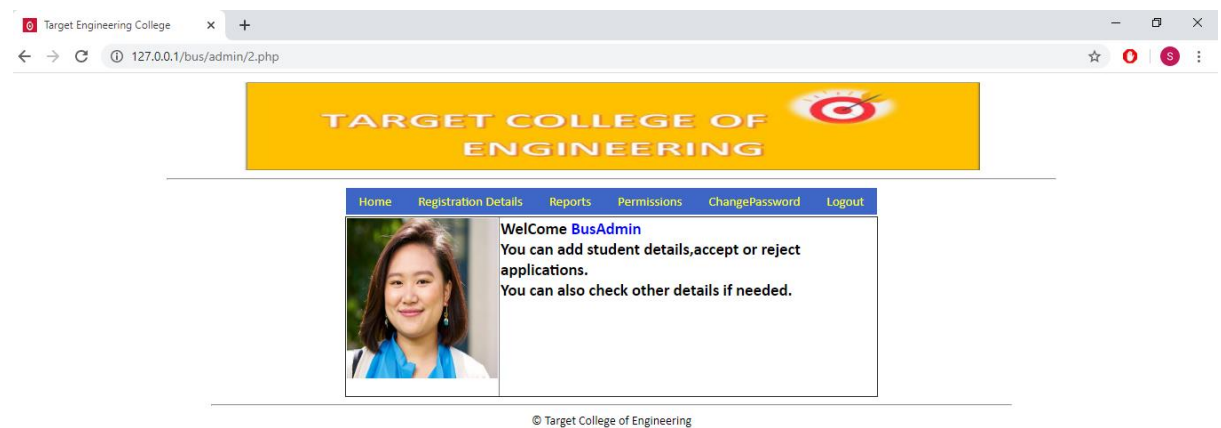 Target Engineering College
127.0.0.1/bus/admin/2.php
S
TARGET COLLEGE OF
ENGINEERING
Home Registration Details Reports Permissions ChangePassword Logout
WelCome BusAdmin
You can add student details,accept or reject
applications.
You can also check other details if needed.
© Target College of Engineering